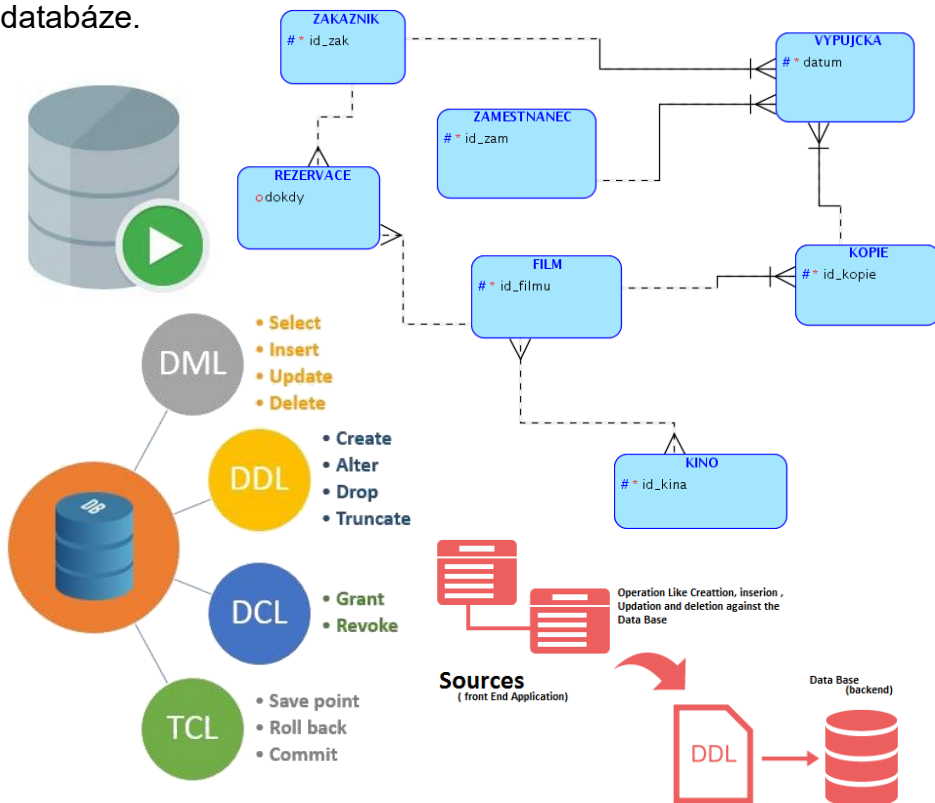 databáze.
ZAKAZNIK
# * id_zak
VYPUJCKA
# * datum
ZAMESTNANEC
# * id_zam
REZERVACE
o dokdy
FILM
# * id_filmu
KOPIE
# * id_kopie
KINO
# * id_kina
DML
• Select
• Insert
• Update
• Delete
DDL
• Create
• Alter
• Drop
• Truncate
DB
DCL
• Grant
• Revoke
TCL
• Save point
• Roll back
• Commit
Operation Like Creattion, inserion ,
Updation and deletion against the
Data Base
Sources
( front End Application)
DDL
Data Base
(backend)